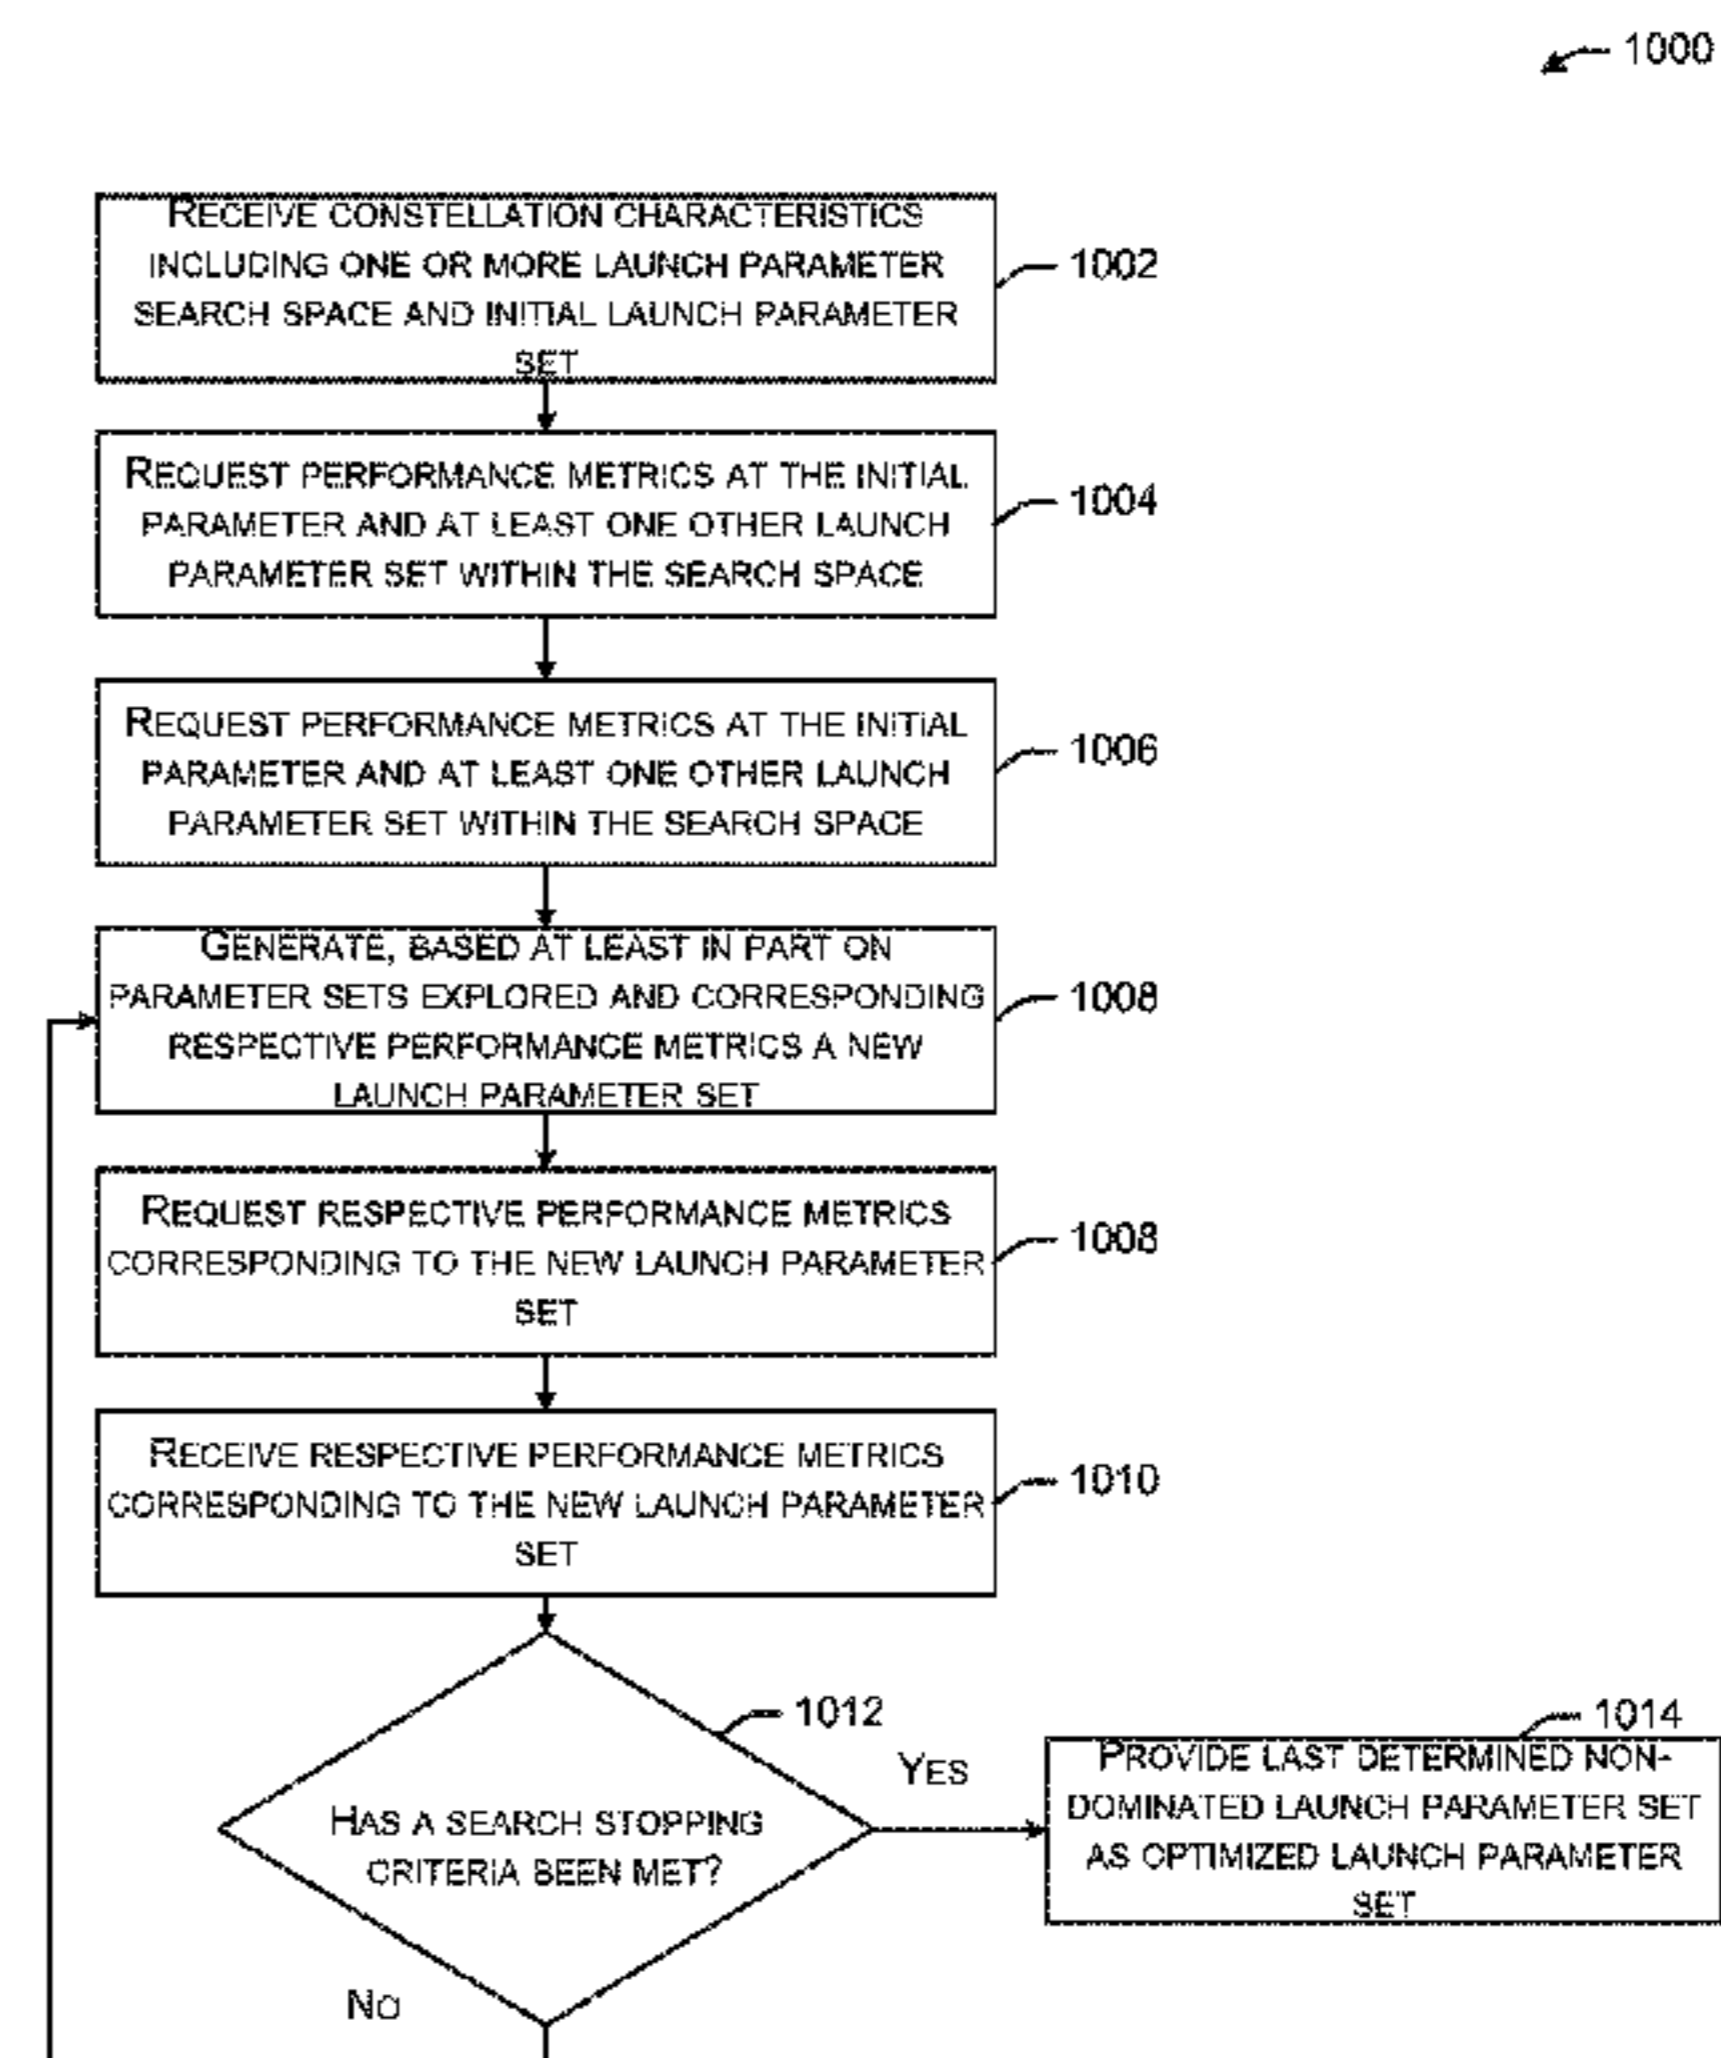 1000
RECEIVE CONSTELLATION CHARACTERISTICS
INCLUDING ONE OR MORE LAUNCH PARAMETER
SEARCH SPACE AND INITIAL LAUNCH PARAMETER
SET
1002
REQUEST PERFORMANCE METRICS AT THE INITIAL
PARAMETER AND AT LEAST ONE OTHER LAUNCH
PARAMETER SET WITHIN THE SEARCH SPACE
1004
REQUEST PERFORMANCE METRICS AT THE INITIAL
PARAMETER AND AT LEAST ONE OTHER LAUNCH
PARAMETER SET WITHIN THE SEARCH SPACE
1006
GENERATE, BASED AT LEAST IN PART ON
PARAMETER SETS EXPLORED AND CORRESPONDING
RESPECTIVE PERFORMANCE METRICS A NEW
LAUNCH PARAMETER SET
1008
REQUEST RESPECTIVE PERFORMANCE METRICS
CORRESPONDING TO THE NEW LAUNCH PARAMETER
SET
1008
RECEIVE RESPECTIVE PERFORMANCE METRICS
CORRESPONDING TO THE NEW LAUNCH PARAMETER
SET
1010
1012
HAS A SEARCH STOPPING
CRITERIA BEEN MET?
YES
NO
1014
PROVIDE LAST DETERMINED NON-
DOMINATED LAUNCH PARAMETER SET
AS OPTIMIZED LAUNCH PARAMETER
SET